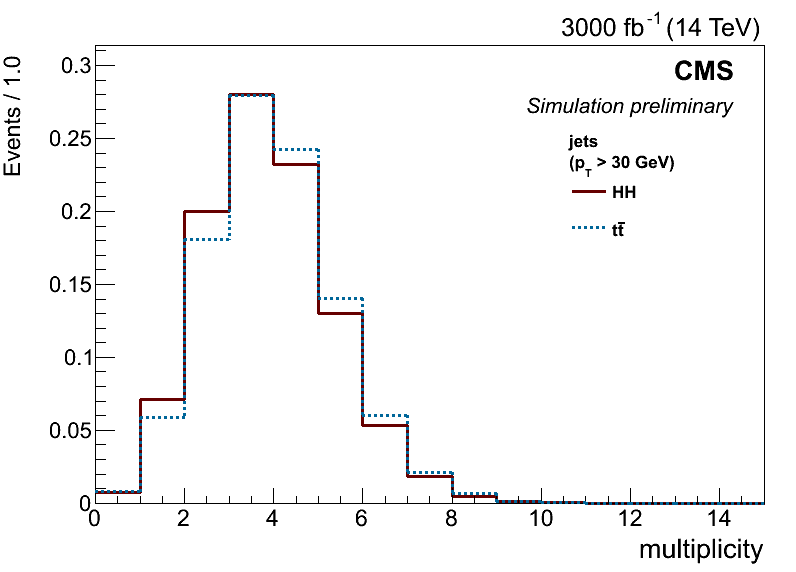 3000 fb⁻¹ (14 TeV)
Events / 1.0
CMS
Simulation preliminary
jets
(p_T > 30 GeV)
HH
tt̄
0.3
0.25
0.2
0.15
0.1
0.05
0
0 2 4 6 8 10 12 14
multiplicity